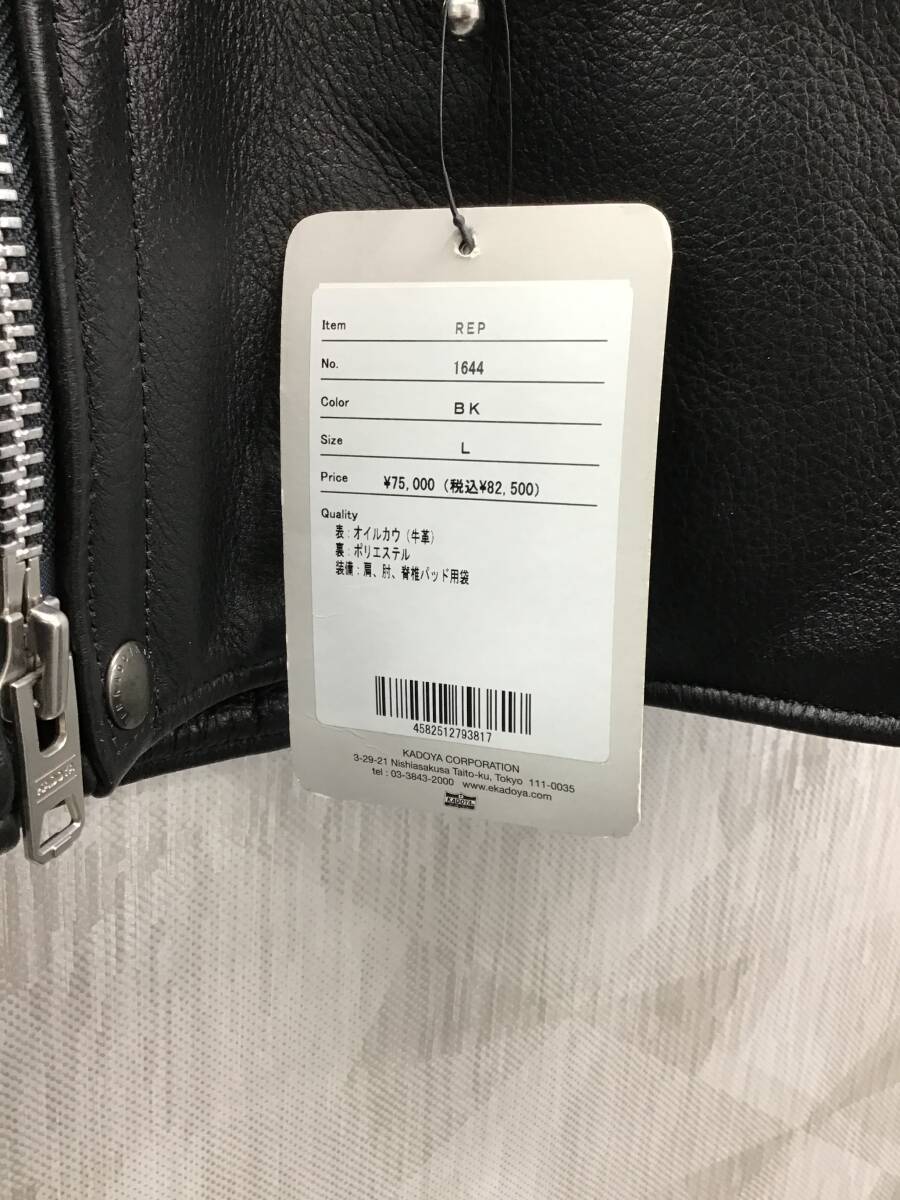 Item REP
No. 1644
Color BK
Size L
Price ¥75,000 (税込¥82,500)
Quality
表:オイルカウ(牛革)
裏:ポリエステル
装備:肩、肘、脊椎パッド用袋
4582512793817
KADOYA CORPORATION
3-29-21 Nishiasakusa Taito-ku, Tokyo 111-0035
tel : 03-3843-2000 www.ekadoya.com
KADOYA
KADOYA